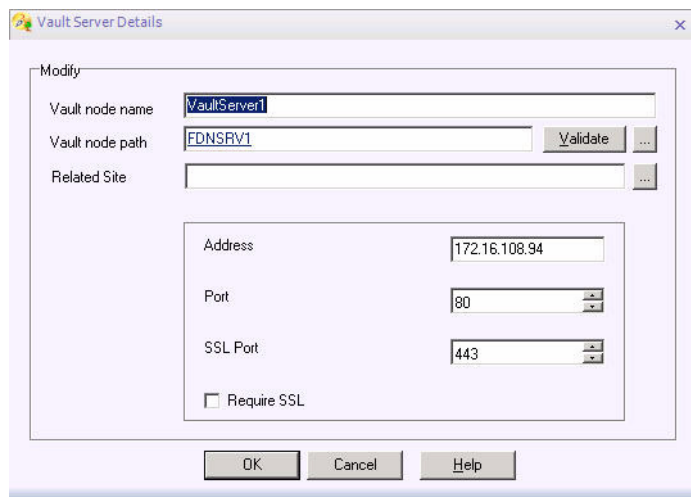 Vault Server Details
Modify
Vault node name VaultServer1
Vault node path FDNSRV1 Validate ...
Related Site ...
Address 172.16.108.94
Port 80
SSL Port 443
Require SSL
OK Cancel Help